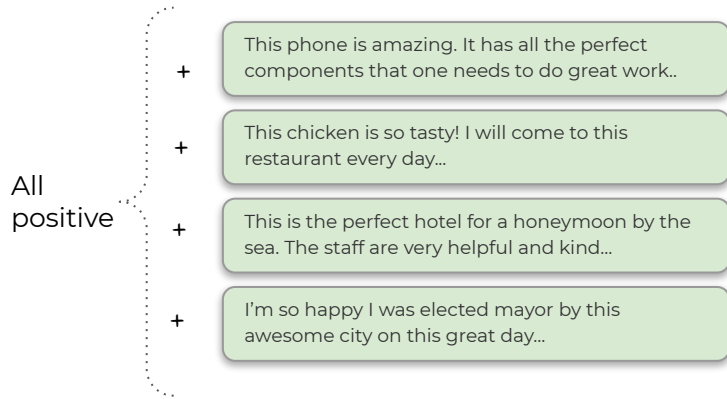 This phone is amazing. It has all the perfect
components that one needs to do great work..
+
This chicken is so tasty! I will come to this
restaurant every day...
+
All
positive
This is the perfect hotel for a honeymoon by the
sea. The staff are very helpful and kind...
+
I'm so happy I was elected mayor by this
awesome city on this great day...
+